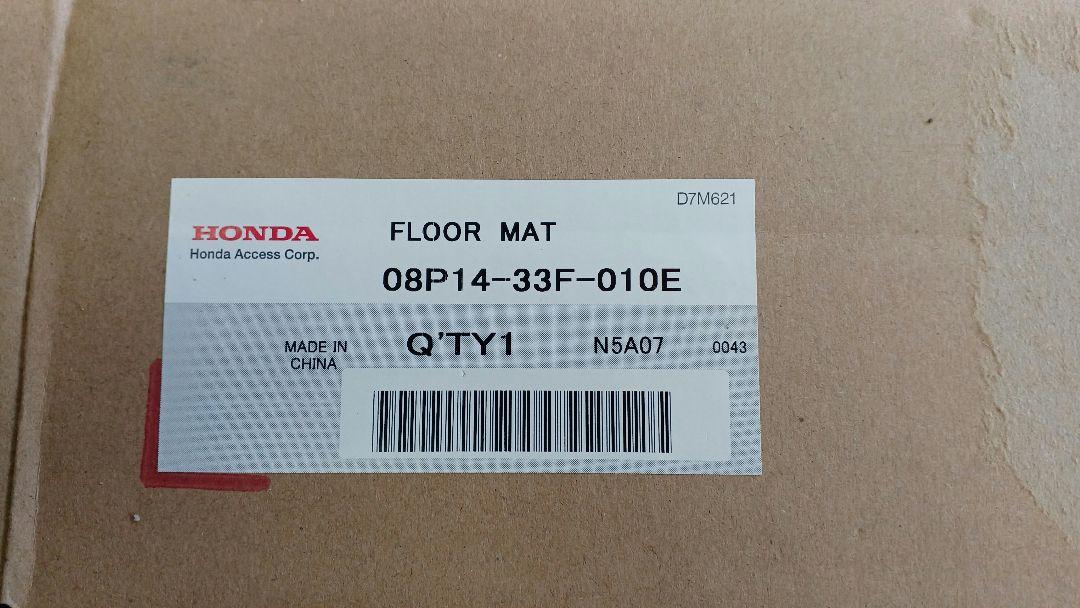 D7M621
HONDA
Honda Access Corp.
FLOOR MAT
08P14-33F-010E
MADE IN
CHINA
Q'TY1
N5A07
0043